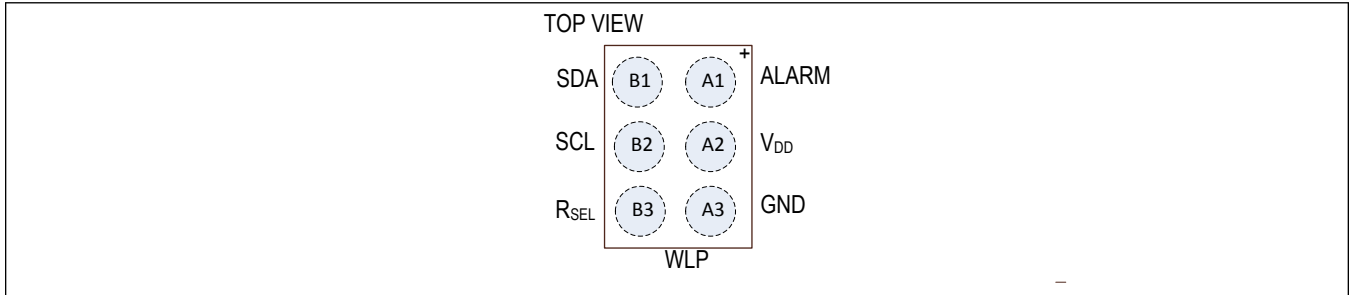 TOP VIEW
+
SDA B1 A1 ALARM
SCL B2 A2 VDD
RSEL B3 A3 GND
WLP